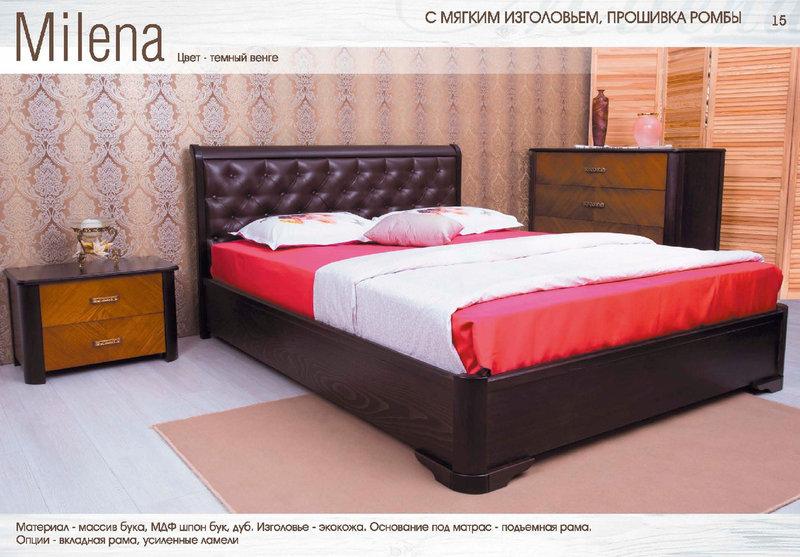 Milena
Цвет - темный венге
С МЯГКИМ ИЗГОЛОВЬЕМ, ПРОШИВКА РОМБЫ
15
Материал - массив бука, МДФ шпон бук, дуб. Изголовье - экокожа. Основание под матрас - подъемная рама.
Опции - вкладная рама, усиленные ламели